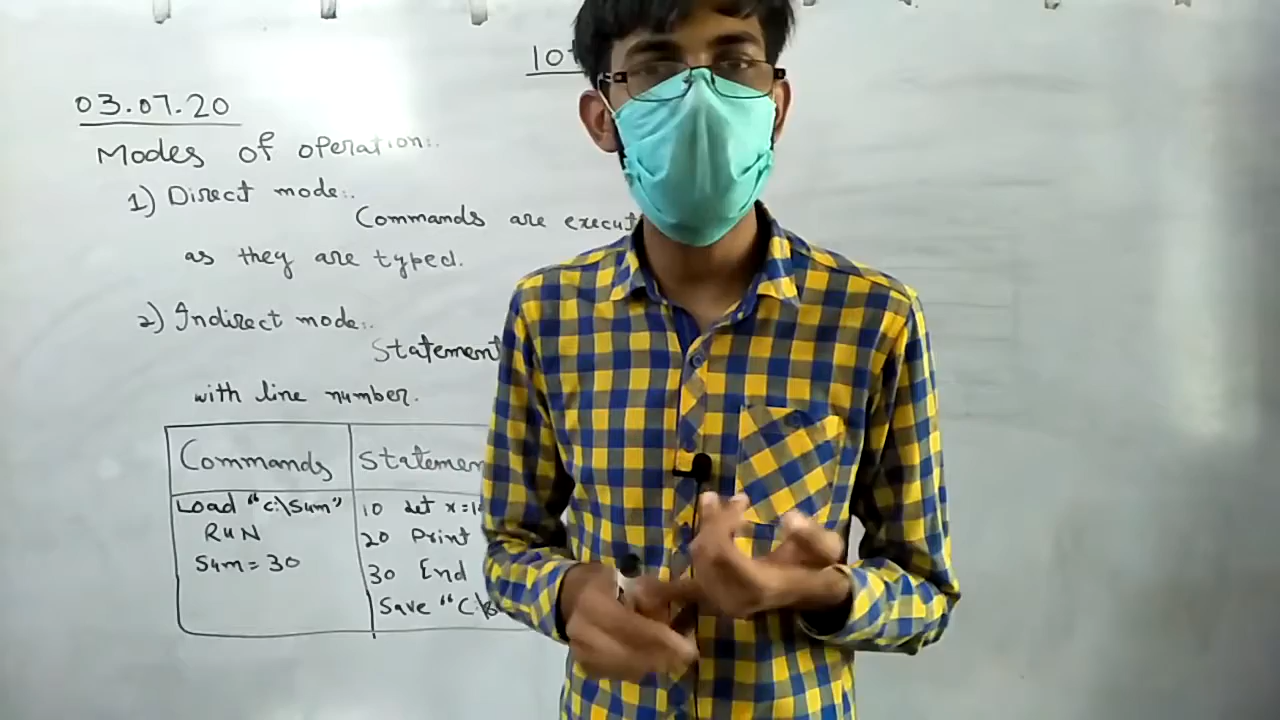 10t
03.07.20
Modes of operation:.
1) Direct mode:.
Commands are execut
as they are typed.
2) Indirect mode:.
Statement
with line number.
Commands Statemen
Load "c:\Sum" 10 Let x=1
RUN 20 Print
Sum=30 30 End
Save "C:\